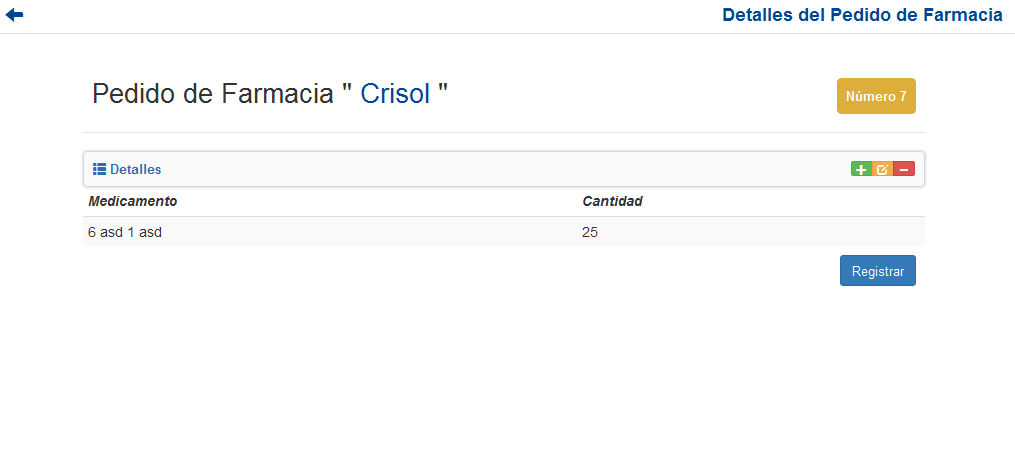 Detalles del Pedido de Farmacia
Pedido de Farmacia " Crisol "
Número 7
Detalles
Medicamento Cantidad
6 asd 1 asd 25
Registrar